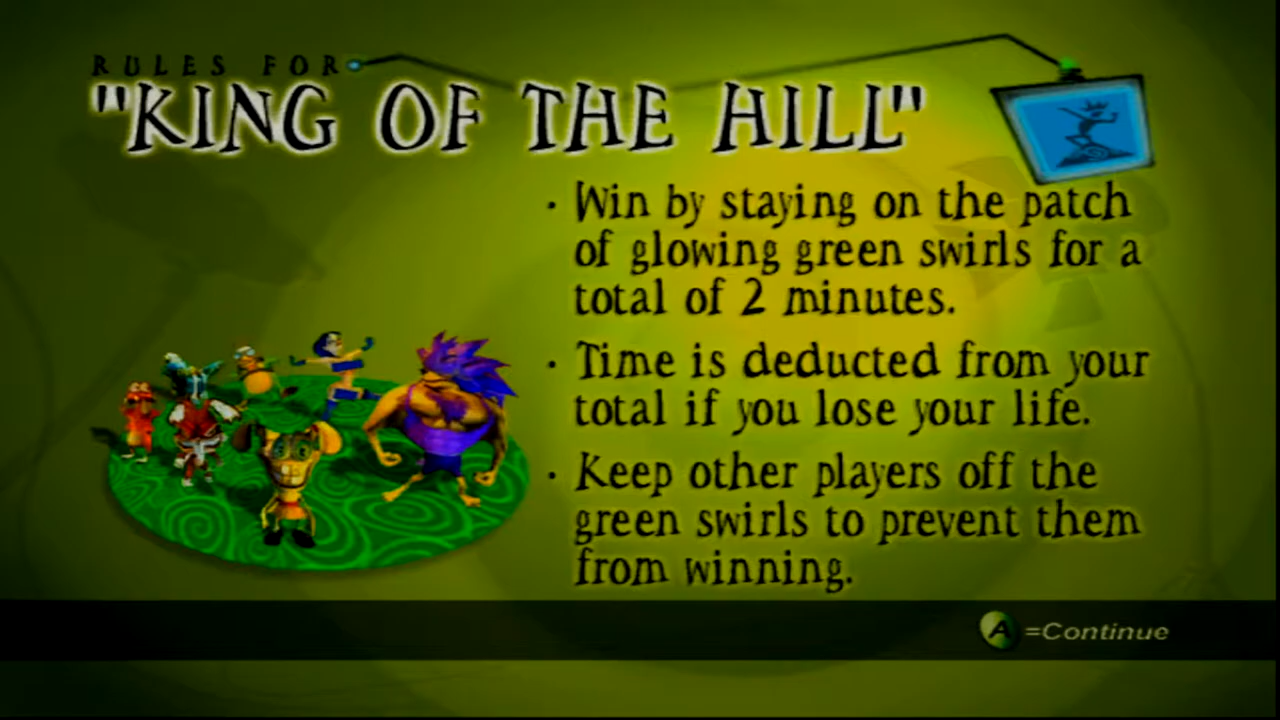 RULES FOR
"KING OF THE HILL"
· Win by staying on the patch
of glowing green swirls for a
total of 2 minutes.
· Time is deducted from your
total if you lose your life.
· Keep other players off the
green swirls to prevent them
from winning.
A =Continue